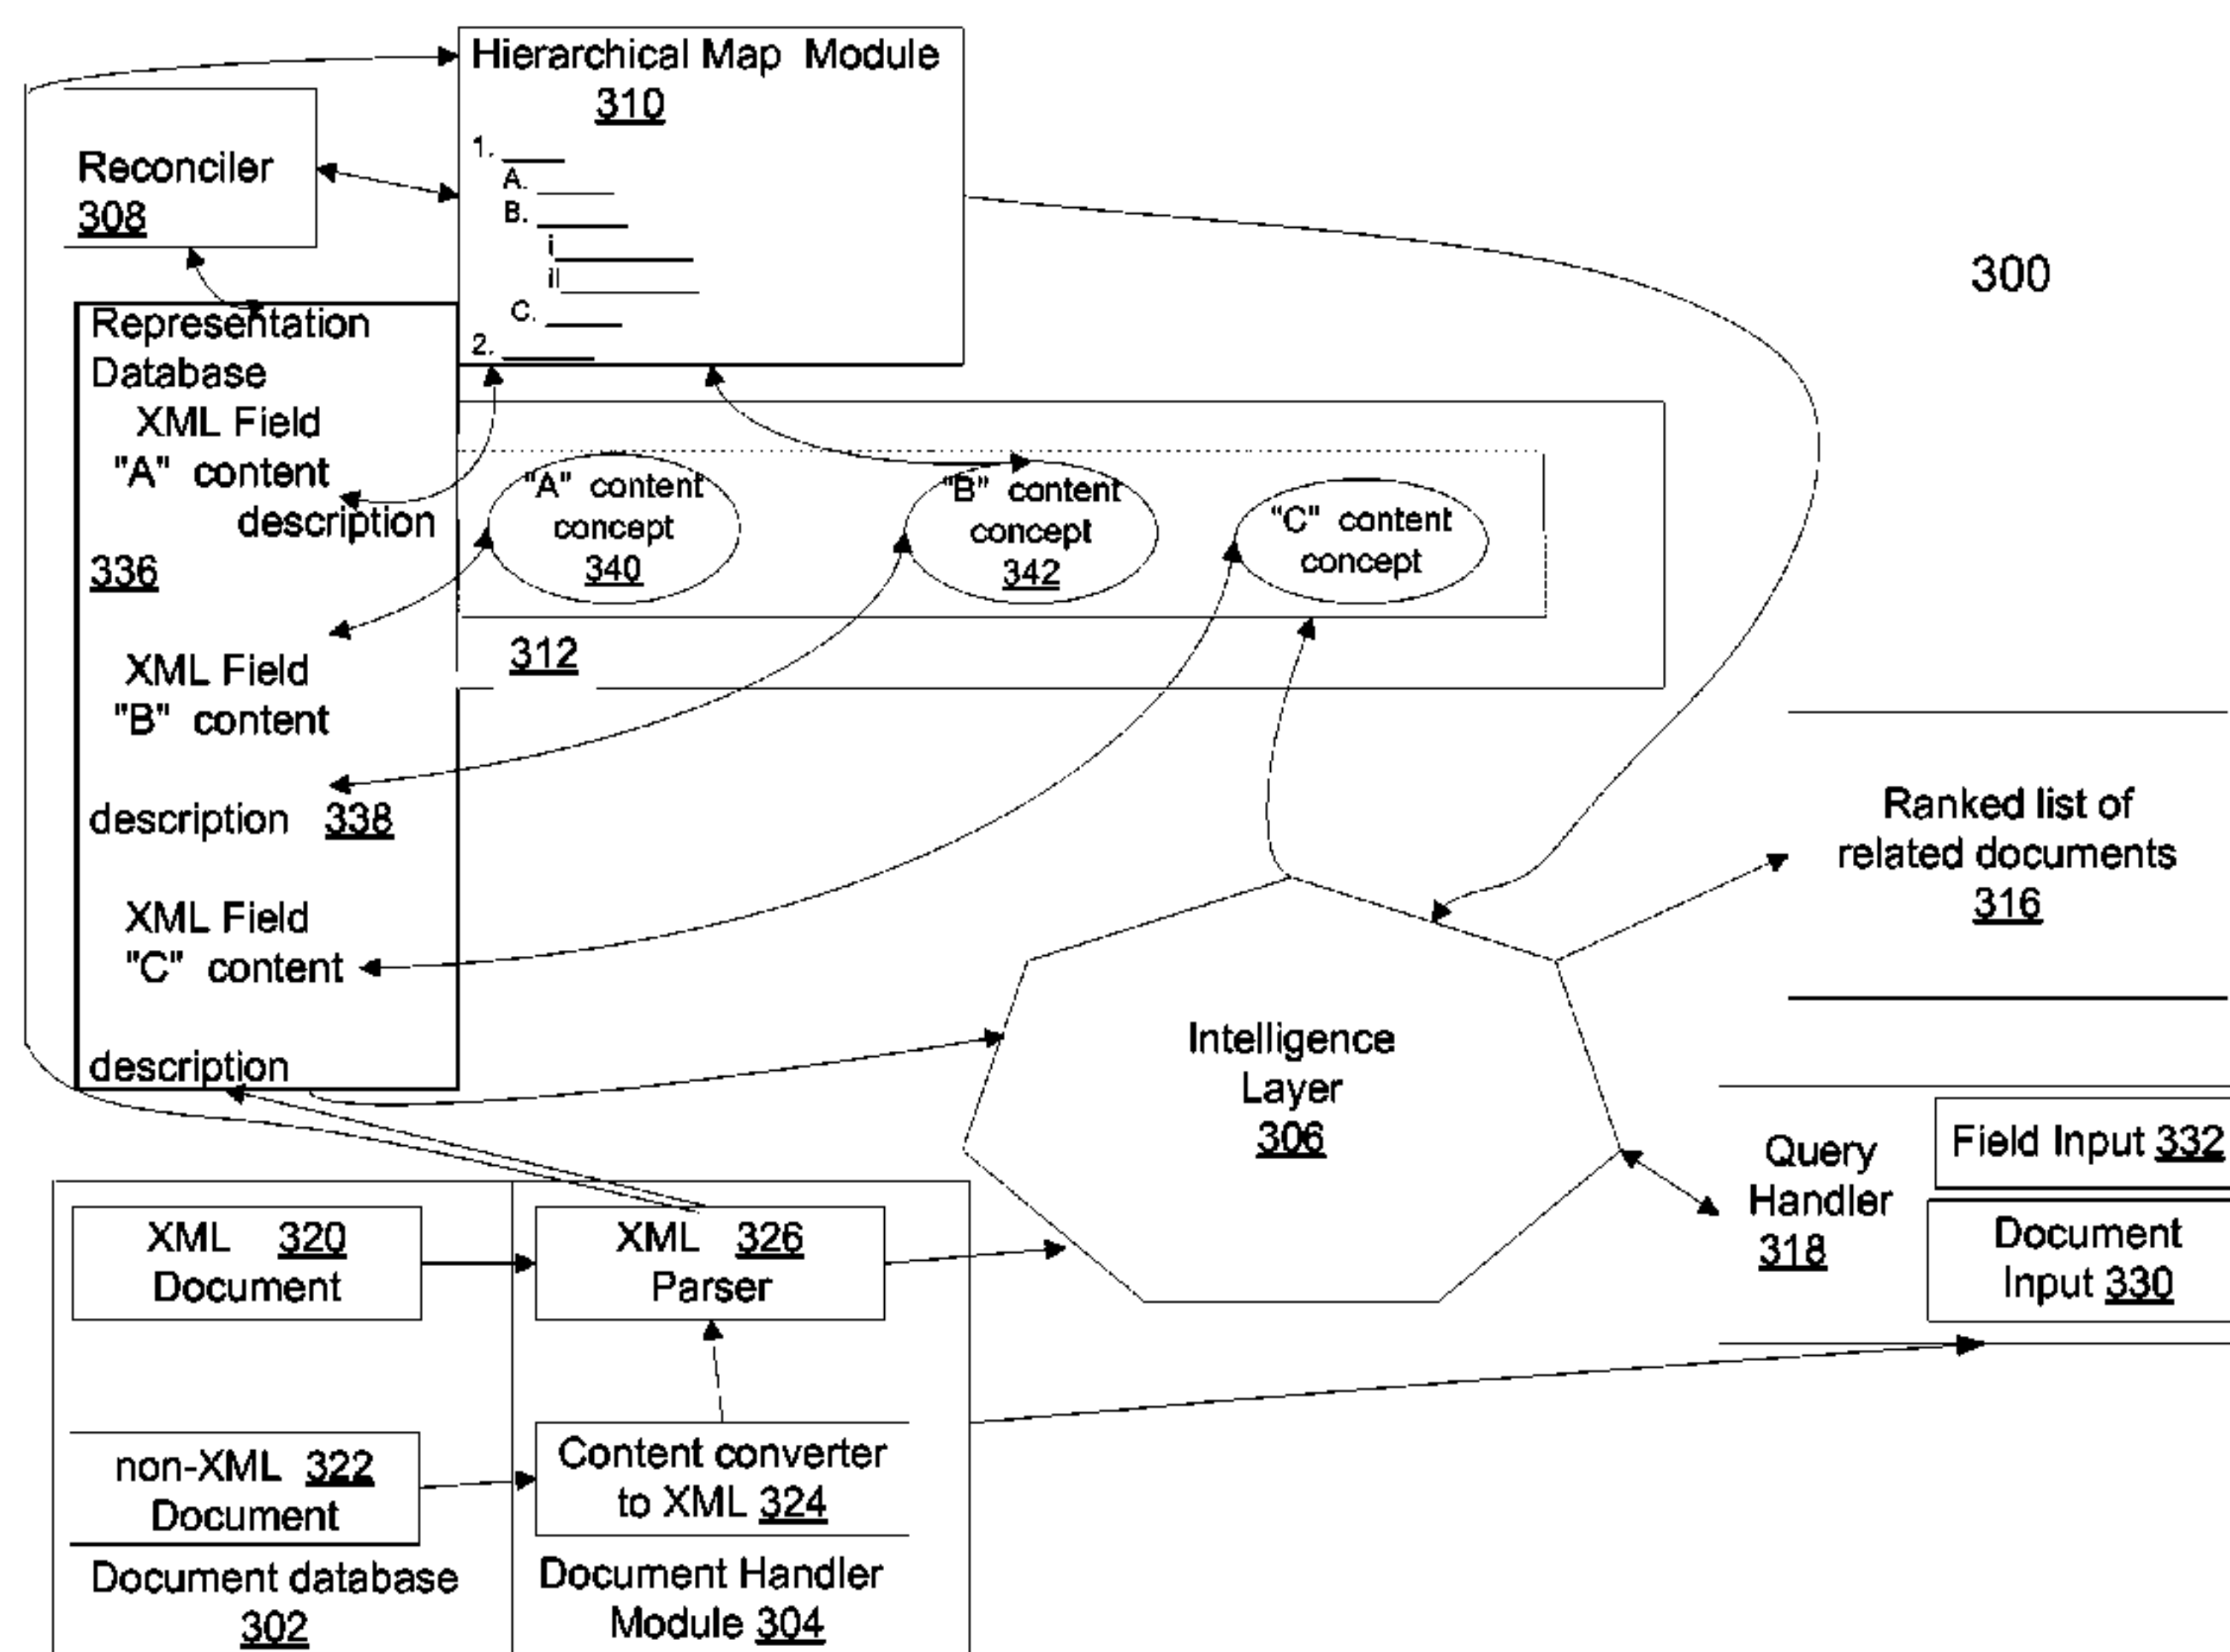 Hierarchical Map Module
310
1.
A.
B.
i
ii
C.
2.
Reconciler
308
300
Representation
Database
XML Field
"A" content
description
336
XML Field
"B" content
description 338
XML Field
"C" content
description
"A" content
concept
340
"B" content
concept
342
"C" content
concept
312
Ranked list of
related documents
316
Intelligence
Layer
306
Query
Handler
318
Field Input 332
Document
Input 330
XML 320
Document
XML 326
Parser
non-XML 322
Document
Content converter
to XML 324
Document database
302
Document Handler
Module 304